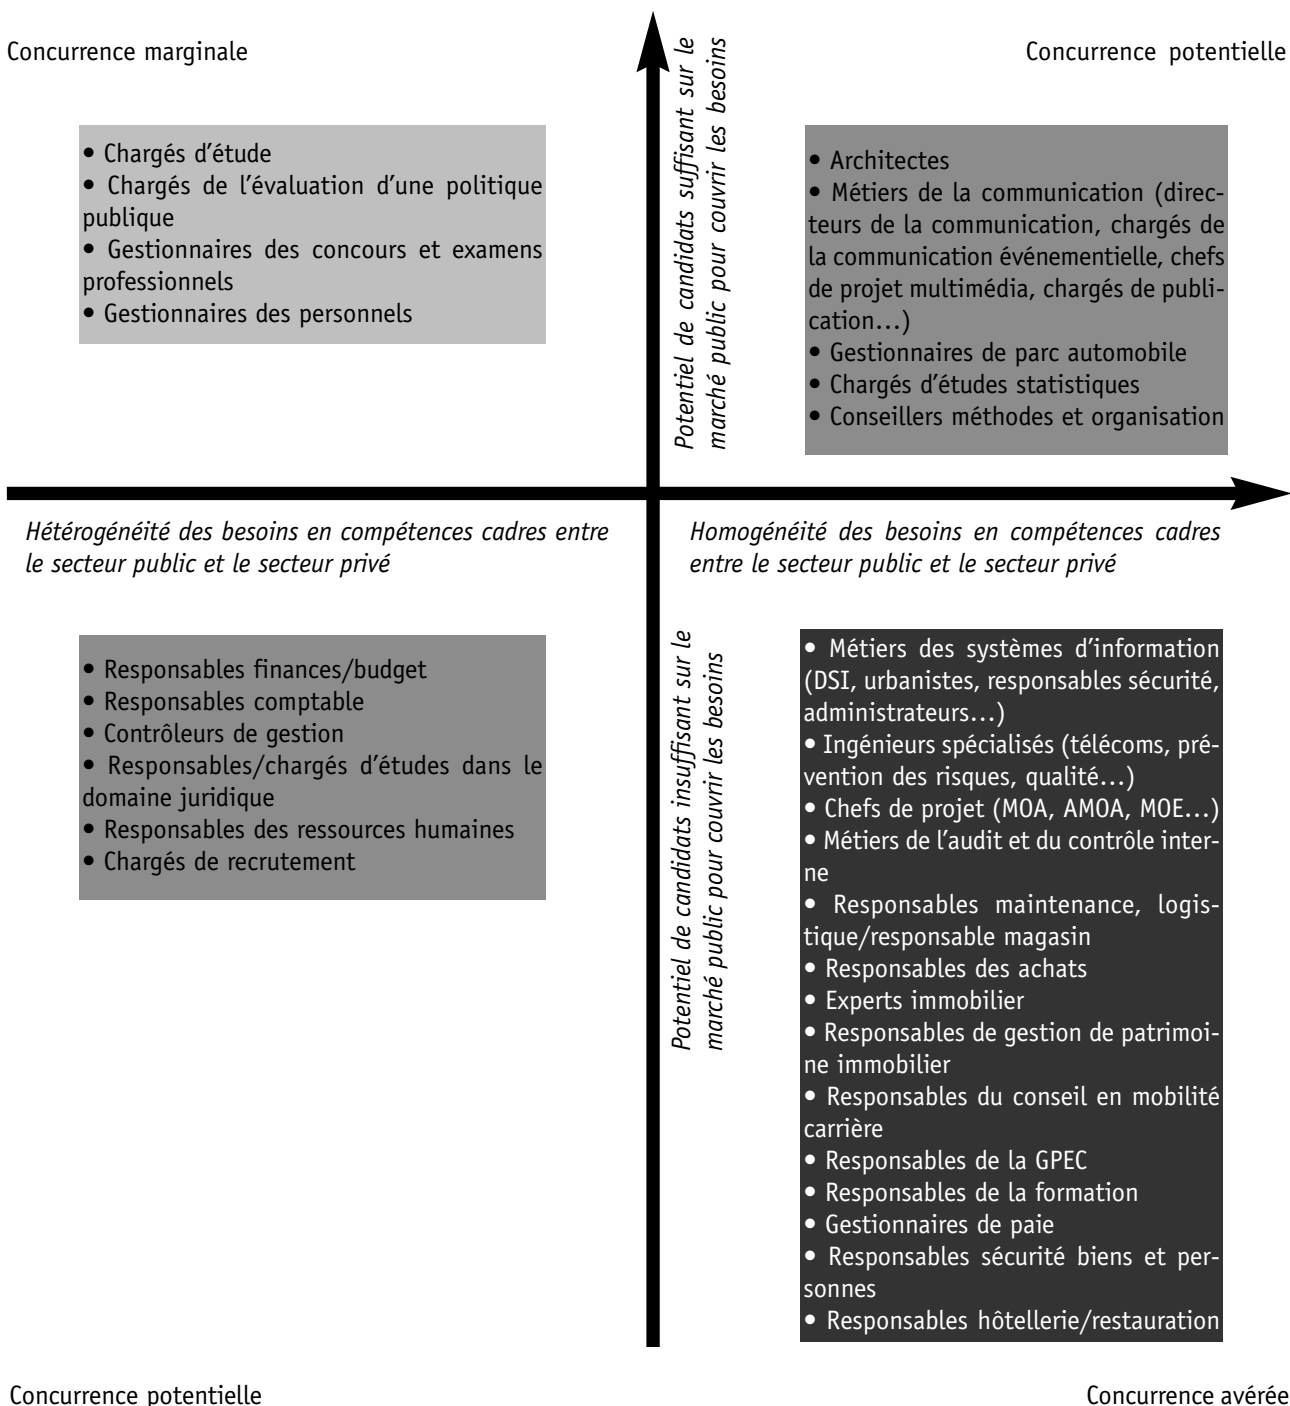 Concurrence marginale
Concurrence potentielle
Potentiel de candidats suffisant sur le
marché public pour couvrir les besoins
• Chargés d'étude
• Chargés de l'évaluation d'une politique
publique
• Gestionnaires des concours et examens
professionnels
• Gestionnaires des personnels
• Architectes
• Métiers de la communication (direc-
teurs de la communication, chargés de
la communication événementielle, chefs
de projet multimédia, chargés de publi-
cation...)
• Gestionnaires de parc automobile
• Chargés d'études statistiques
• Conseillers méthodes et organisation
Hétérogénéité des besoins en compétences cadres entre
le secteur public et le secteur privé
Homogénéité des besoins en compétences cadres
entre le secteur public et le secteur privé
• Responsables finances/budget
• Responsables comptable
• Contrôleurs de gestion
• Responsables/chargés d'études dans le
domaine juridique
• Responsables des ressources humaines
• Chargés de recrutement
Potentiel de candidats insuffisant sur le
marché public pour couvrir les besoins
• Métiers des systèmes d'information
(DSI, urbanistes, responsables sécurité,
administrateurs...)
• Ingénieurs spécialisés (télécoms, pré-
vention des risques, qualité...)
• Chefs de projet (MOA, AMOA, MOE...)
• Métiers de l'audit et du contrôle inter-
ne
• Responsables maintenance, logis-
tique/responsable magasin
• Responsables des achats
• Experts immobilier
• Responsables de gestion de patrimoi-
ne immobilier
• Responsables du conseil en mobilité
carrière
• Responsables de la GPEC
• Responsables de la formation
• Gestionnaires de paie
• Responsables sécurité biens et per-
sonnes
• Responsables hôtellerie/restauration
Concurrence potentielle
Concurrence avérée